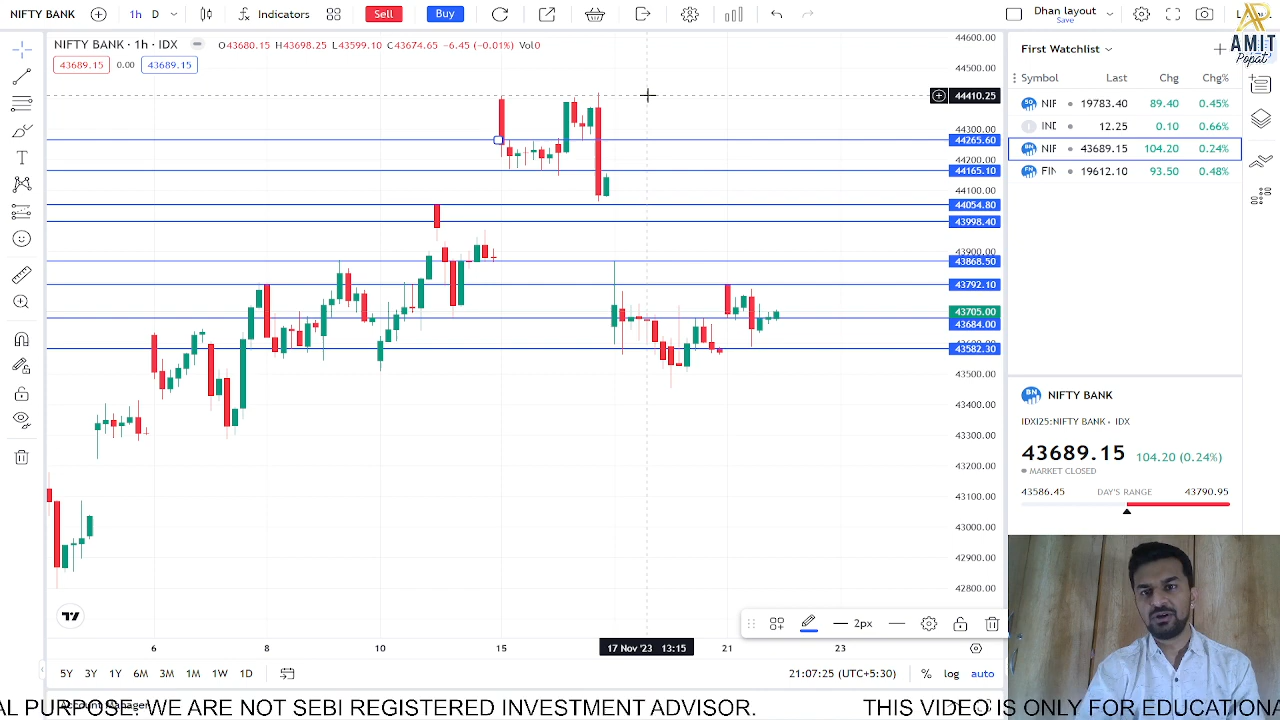 NIFTY BANK
1h
D
Indicators
Sell
Buy
Dhan
Save
AMIT
Popat
NIFTY BANK · 1h · IDX
O43680.15 H43698.25 L43599.10 C43674.65 −4.45 (−0.01%) Vol0
43689.15 0.00 43689.15
44600.00
44500.00
44410.25
44300.00
44265.60
44200.00
44165.10
44100.00
44054.80
43998.40
43900.00
43868.50
43792.10
43705.00
43684.00
43582.30
43500.00
43400.00
43300.00
43200.00
43100.00
43000.00
42900.00
42800.00
6 8 10 15 17 Nov '23 13:15 21 23
2px
5Y 3Y 1Y 6M 3M 1M 1W 1D
21:07:25 (UTC+5:30) % log auto
First Watchlist
Symbol Last Chg Chg%
NIF 19783.40 89.40 0.45%
INE 12.25 0.10 0.66%
NIF 43689.15 104.20 0.24%
FIN 19612.10 93.50 0.48%
NIFTY BANK
IDXI25:NIFTY BANK • IDX
43689.15 104.20 (0.24%)
MARKET CLOSED
43586.45 DAY'S RANGE 43790.95
Account Manager
AL PURPOSE. WE ARE NOT SEBI REGISTERED INVESTMENT ADVISOR. THIS VIDEO IS ONLY FOR EDUCATIONA